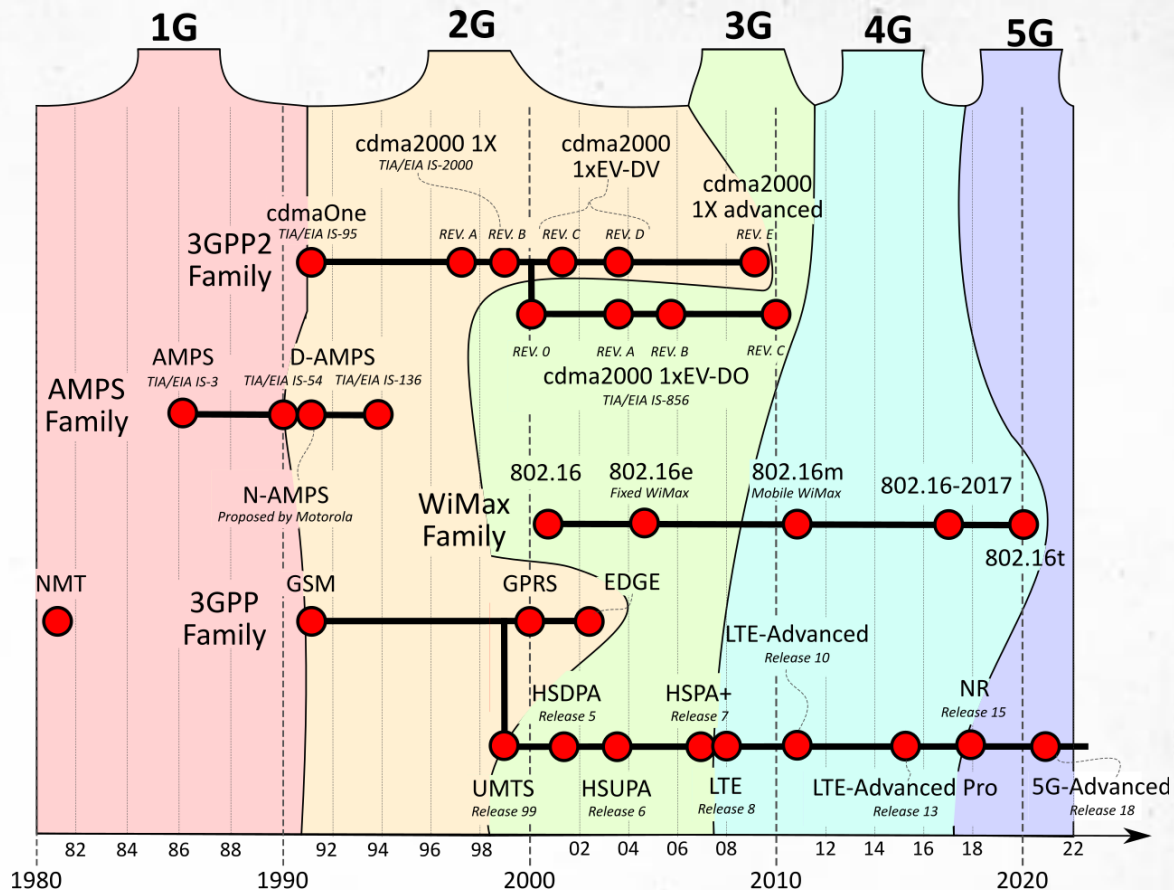 1G
2G
3G
4G
5G
cdma2000 1X
TIA/EIA IS-2000
cdma2000
1xEV-DV
cdma2000
1X advanced
cdmaOne
TIA/EIA IS-95
REV. A
REV. B
REV. C
REV. D
REV. E
3GPP2
Family
REV. 0
REV. A
REV. B
REV. C
cdma2000 1xEV-DO
TIA/EIA IS-856
AMPS
TIA/EIA IS-3
D-AMPS
TIA/EIA IS-54
TIA/EIA IS-136
AMPS
Family
N-AMPS
Proposed by Motorola
WiMax
Family
802.16
802.16e
Fixed WiMax
802.16m
Mobile WiMax
802.16-2017
802.16t
NMT
3GPP
Family
GSM
GPRS
EDGE
LTE-Advanced
Release 10
HSDPA
Release 5
HSPA+
Release 7
NR
Release 15
UMTS
Release 99
HSUPA
Release 6
LTE
Release 8
LTE-Advanced Pro
Release 13
5G-Advanced
Release 18
82 84 86 88 92 94 96 98 02 04 06 08 12 14 16 18 22
1980 1990 2000 2010 2020